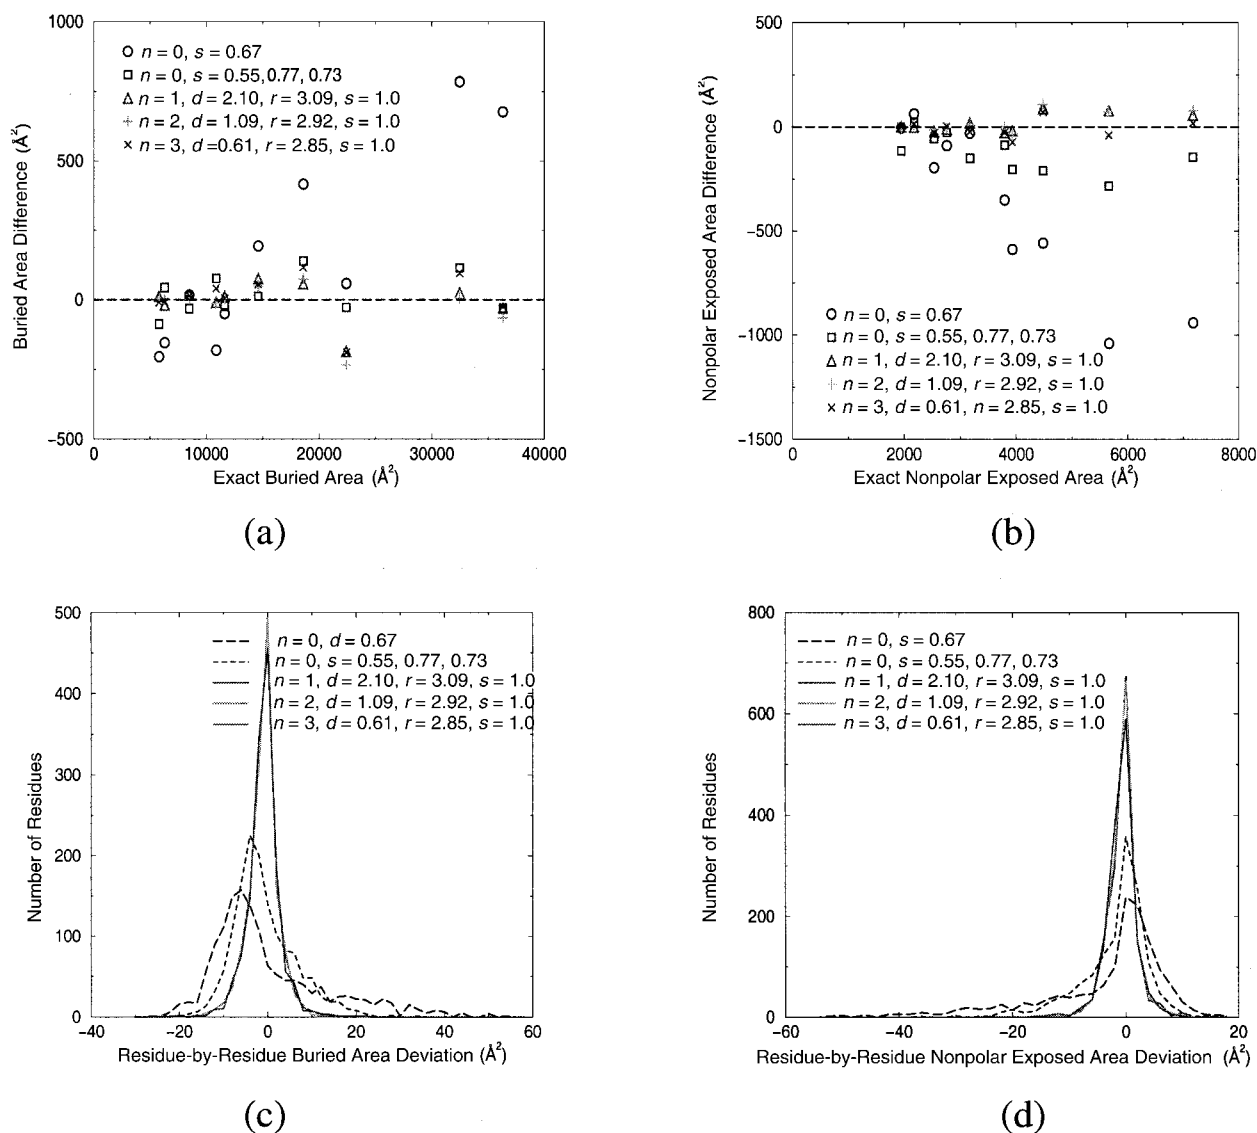 1000
500
0
−500
Buried Area Difference (Å²)
n = 0, s = 0.67
n = 0, s = 0.55, 0.77, 0.73
n = 1, d = 2.10, r = 3.09, s = 1.0
n = 2, d = 1.09, r = 2.92, s = 1.0
n = 3, d =0.61, r = 2.85, s = 1.0
0 10000 20000 30000 40000
Exact Buried Area (Å²)
(a)
500
0
−500
−1000
−1500
Nonpolar Exposed Area Difference (Å²)
n = 0, s = 0.67
n = 0, s = 0.55, 0.77, 0.73
n = 1, d = 2.10, r = 3.09, s = 1.0
n = 2, d = 1.09, r = 2.92, s = 1.0
n = 3, d = 0.61, n = 2.85, s = 1.0
0 2000 4000 6000 8000
Exact Nonpolar Exposed Area (Å²)
(b)
500
400
300
200
100
0
Number of Residues
n = 0, d = 0.67
n = 0, s = 0.55, 0.77, 0.73
n = 1, d = 2.10, r = 3.09, s = 1.0
n = 2, d = 1.09, r = 2.92, s = 1.0
n = 3, d = 0.61, r = 2.85, s = 1.0
−40 −20 0 20 40 60
Residue-by-Residue Buried Area Deviation (Å²)
(c)
800
600
400
200
0
Number of Residues
n = 0, s = 0.67
n = 0, s = 0.55, 0.77, 0.73
n = 1, d = 2.10, r = 3.09, s = 1.0
n = 2, d = 1.09, r = 2.92, s = 1.0
n = 3, d = 0.61, r = 2.85, s = 1.0
−60 −40 −20 0 20
Residue-by-Residue Nonpolar Exposed Area Deviation (Å²)
(d)